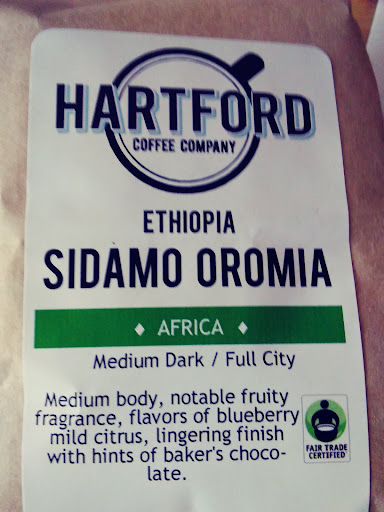 HARTFORD
COFFEE COMPANY
ETHIOPIA
SIDAMO OROMIA
♦ AFRICA ♦
Medium Dark / Full City
Medium body, notable fruity
fragrance, flavors of blueberry
mild citrus, lingering finish
with hints of baker's choco-
late.
FAIR TRADE
CERTIFIED